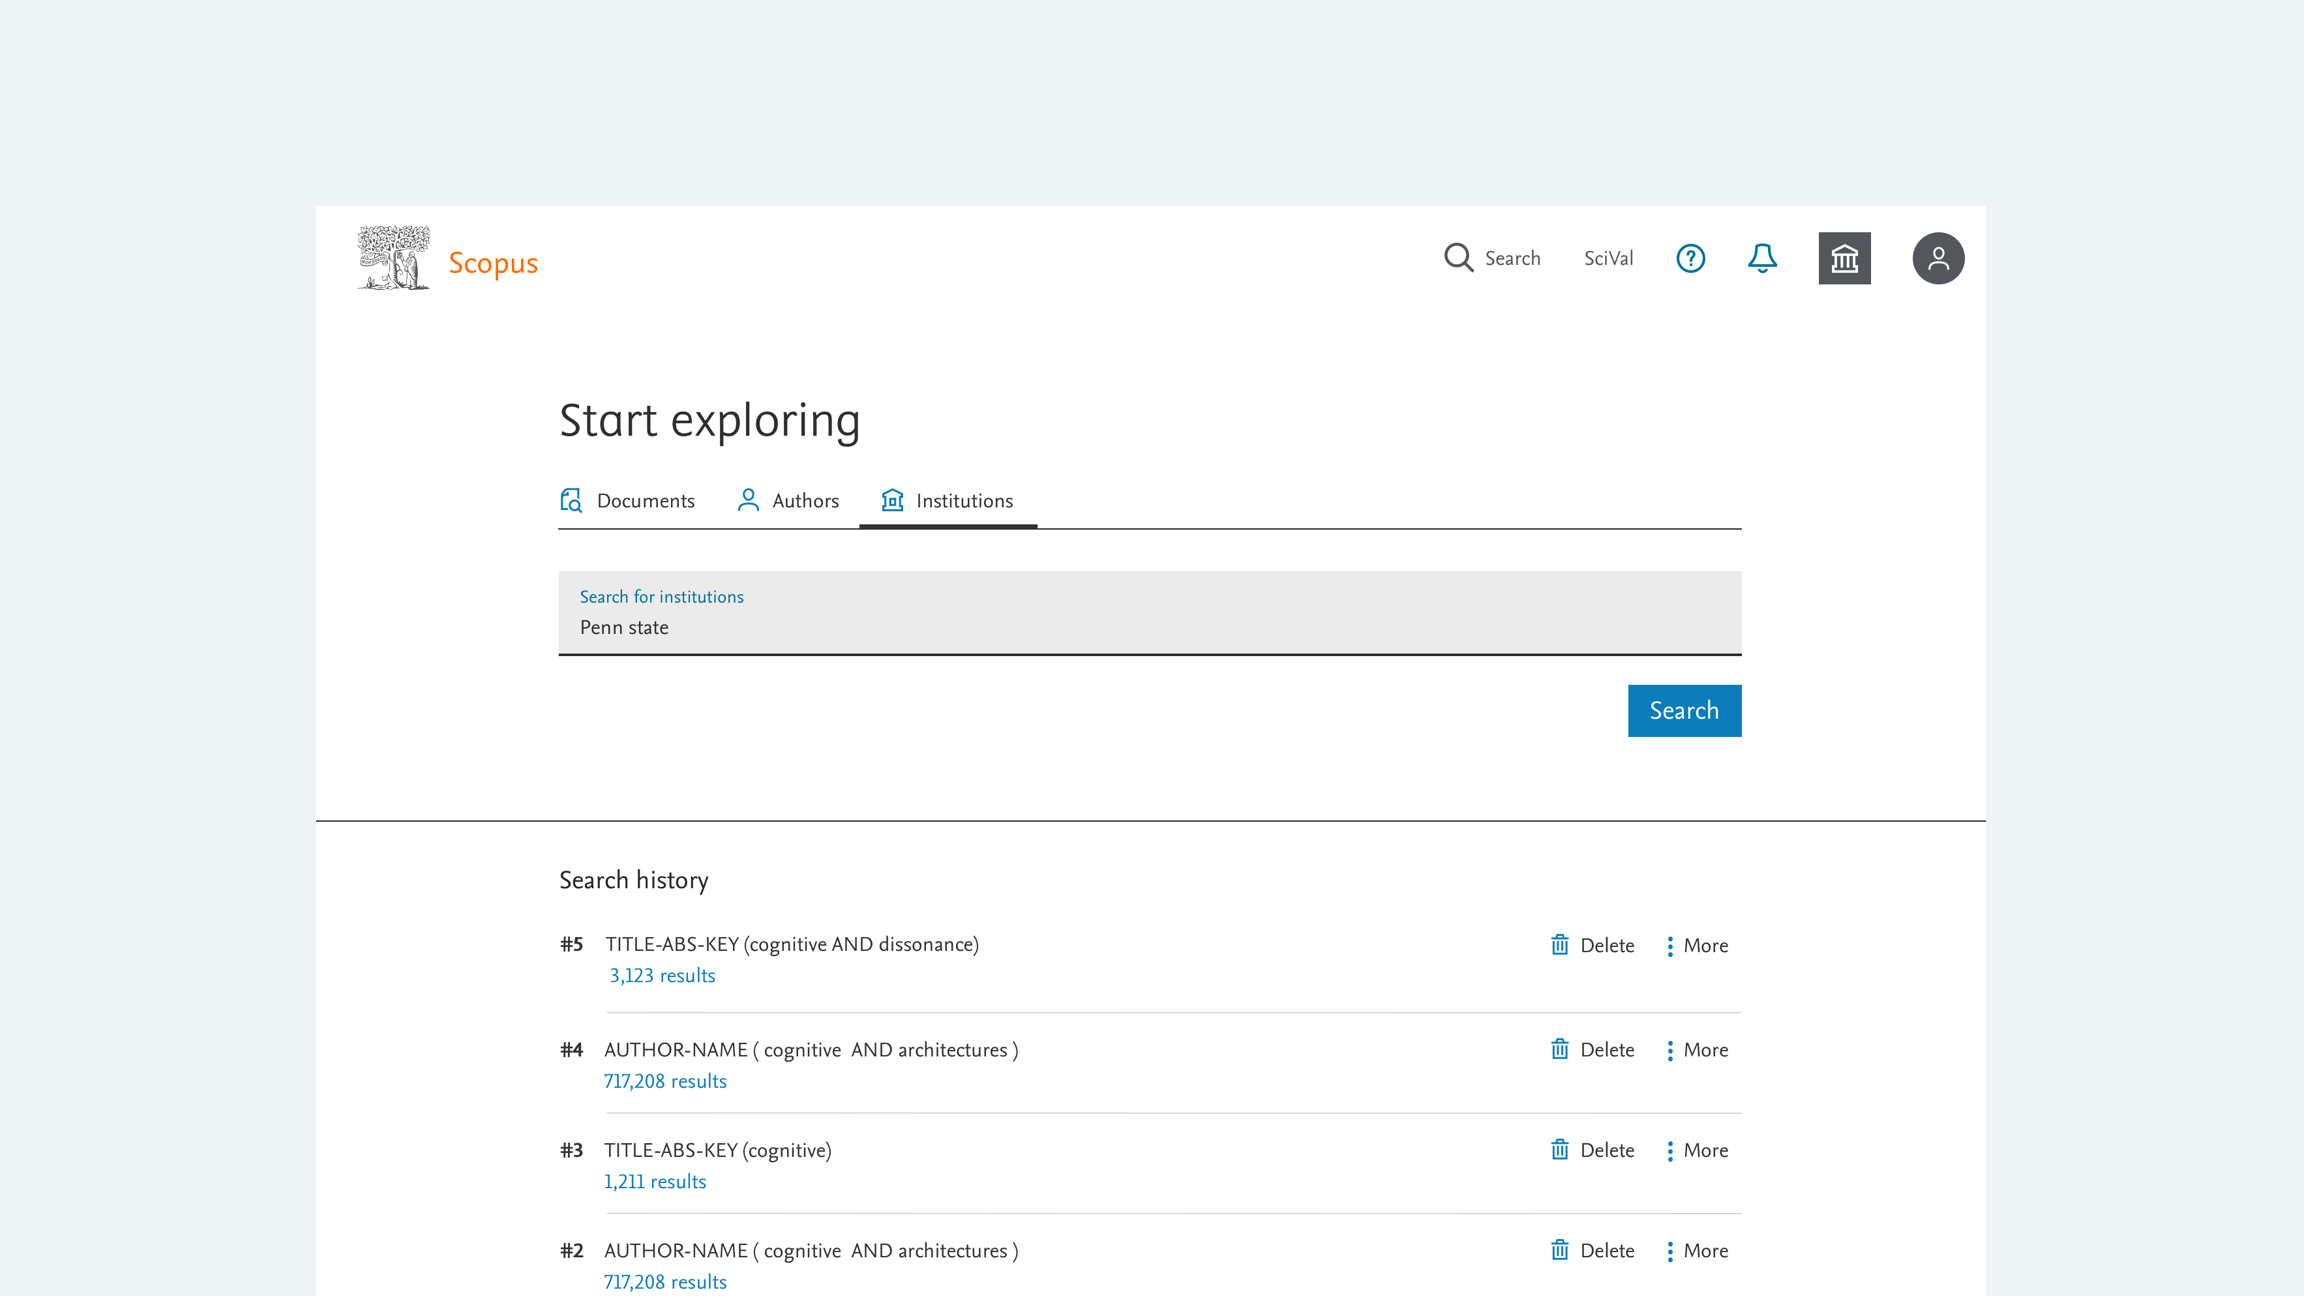 Scopus
Search SciVal
Start exploring
Documents Authors Institutions
Search for institutions
Penn state
Search
Search history
#5 TITLE-ABS-KEY (cognitive AND dissonance) Delete More
3,123 results
#4 AUTHOR-NAME ( cognitive AND architectures ) Delete More
717,208 results
#3 TITLE-ABS-KEY (cognitive) Delete More
1,211 results
#2 AUTHOR-NAME ( cognitive AND architectures ) Delete More
717,208 results